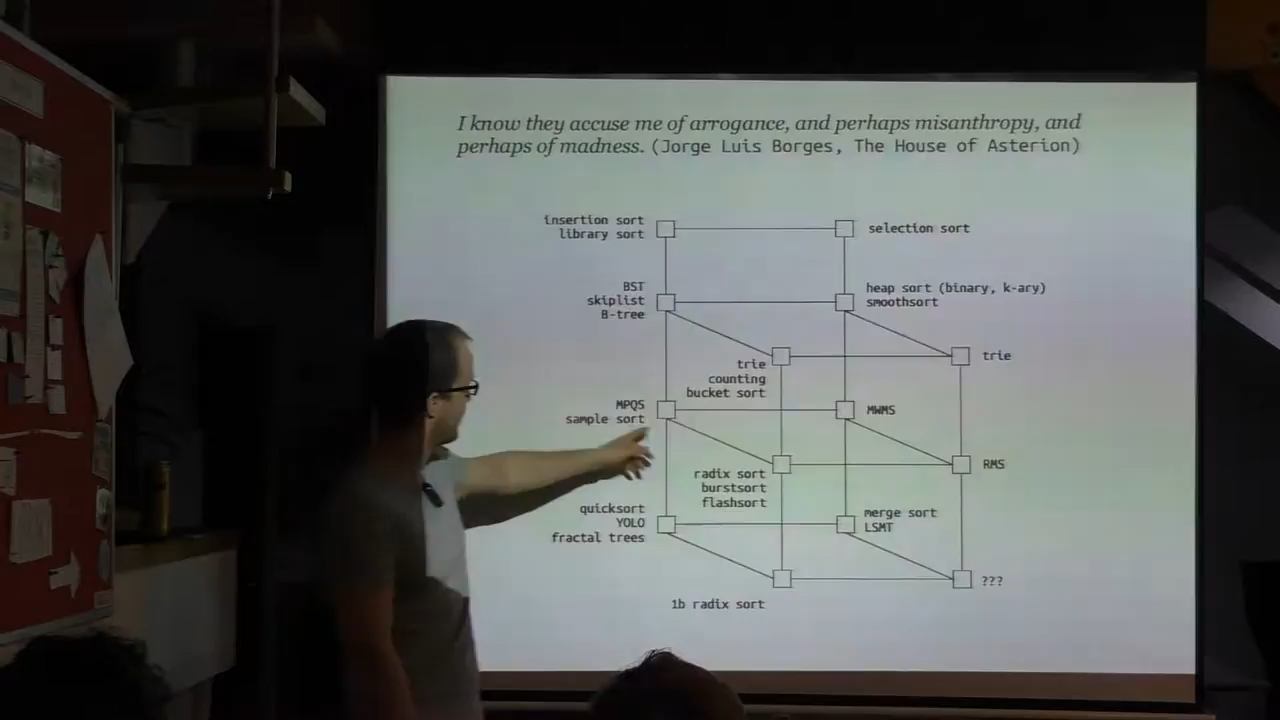 I know they accuse me of arrogance, and perhaps misanthropy, and
perhaps of madness. (Jorge Luis Borges, The House of Asterion)
insertion sort
library sort
selection sort
BST
skiplist
B-tree
heap sort (binary, k-ary)
smoothsort
trie
counting
bucket sort
trie
MPQS
sample sort
MWMS
radix sort
burstsort
flashsort
RMS
quicksort
YOLO
fractal trees
merge sort
LSMT
1b radix sort
???